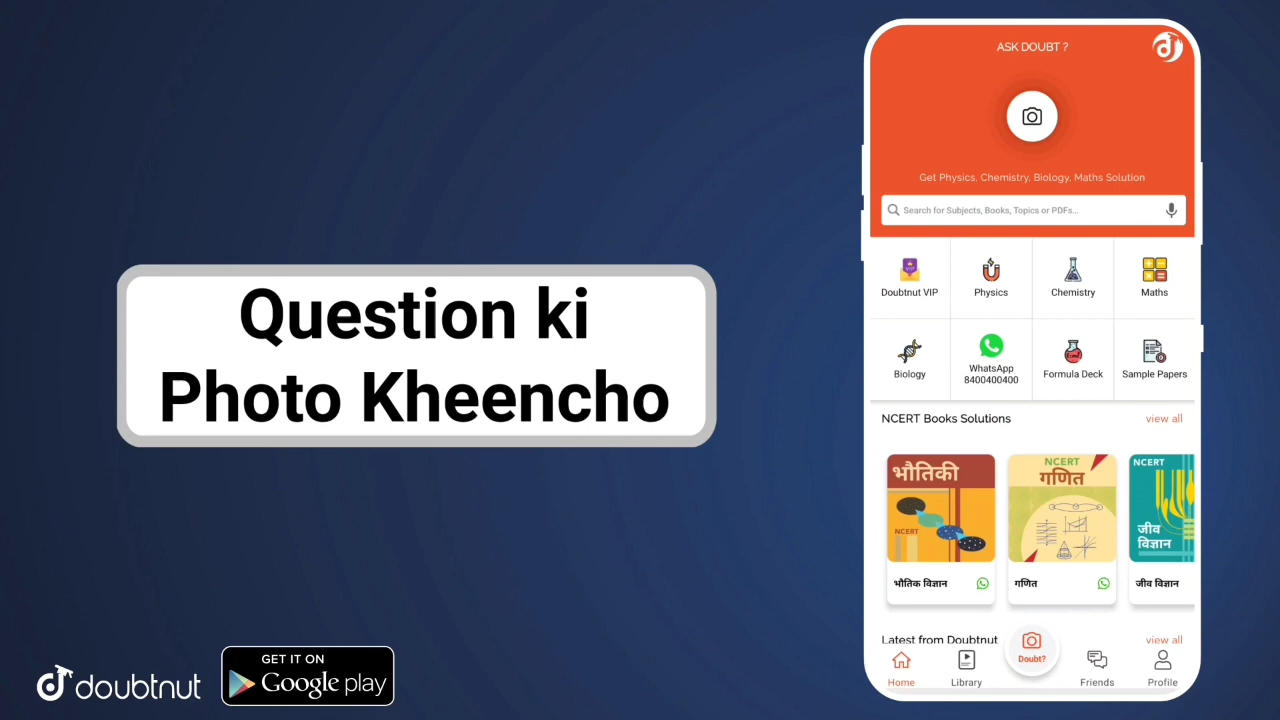 Question ki
Photo Kheencho
doubtnut
GET IT ON
Google play
ASK DOUBT ?
Get Physics, Chemistry, Biology, Maths Solution
Search for Subjects, Books, Topics or PDFs...
Doubtnut VIP
Physics
Chemistry
Maths
Biology
WhatsApp
8400400400
Formula Deck
Sample Papers
NCERT Books Solutions
view all
भौतिकी
NCERT
भौतिक विज्ञान
NCERT
गणित
गणित
NCERT
जीव
विज्ञान
जीव विज्ञान
Latest from Doubtnut
view all
Home
Library
Doubt?
Friends
Profile